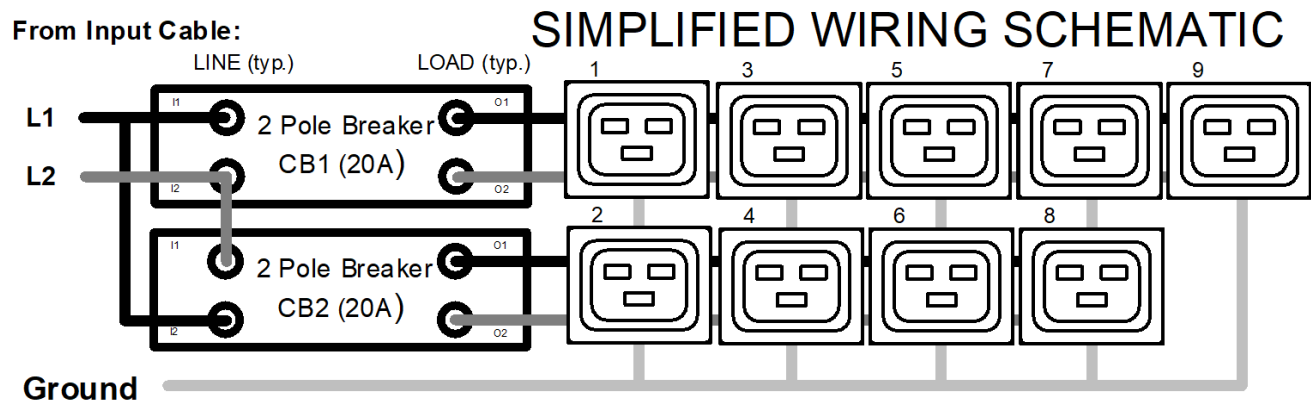 SIMPLIFIED WIRING SCHEMATIC
From Input Cable:
LINE (typ.) LOAD (typ.) 1 3 5 7 9
I1 O1
L1 2 Pole Breaker
CB1 (20A)
L2
I2 O2
2 4 6 8
I1 O1
2 Pole Breaker
CB2 (20A)
I2 O2
Ground